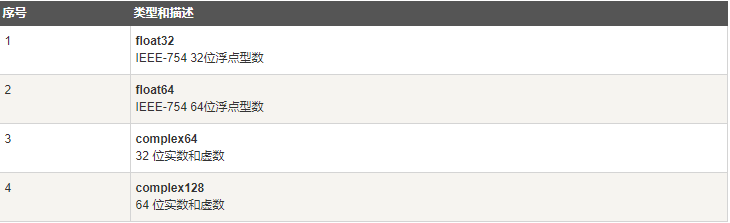 序号 类型和描述
1 float32
IEEE-754 32位浮点型数
2 float64
IEEE-754 64位浮点型数
3 complex64
32 位实数和虚数
4 complex128
64 位实数和虚数